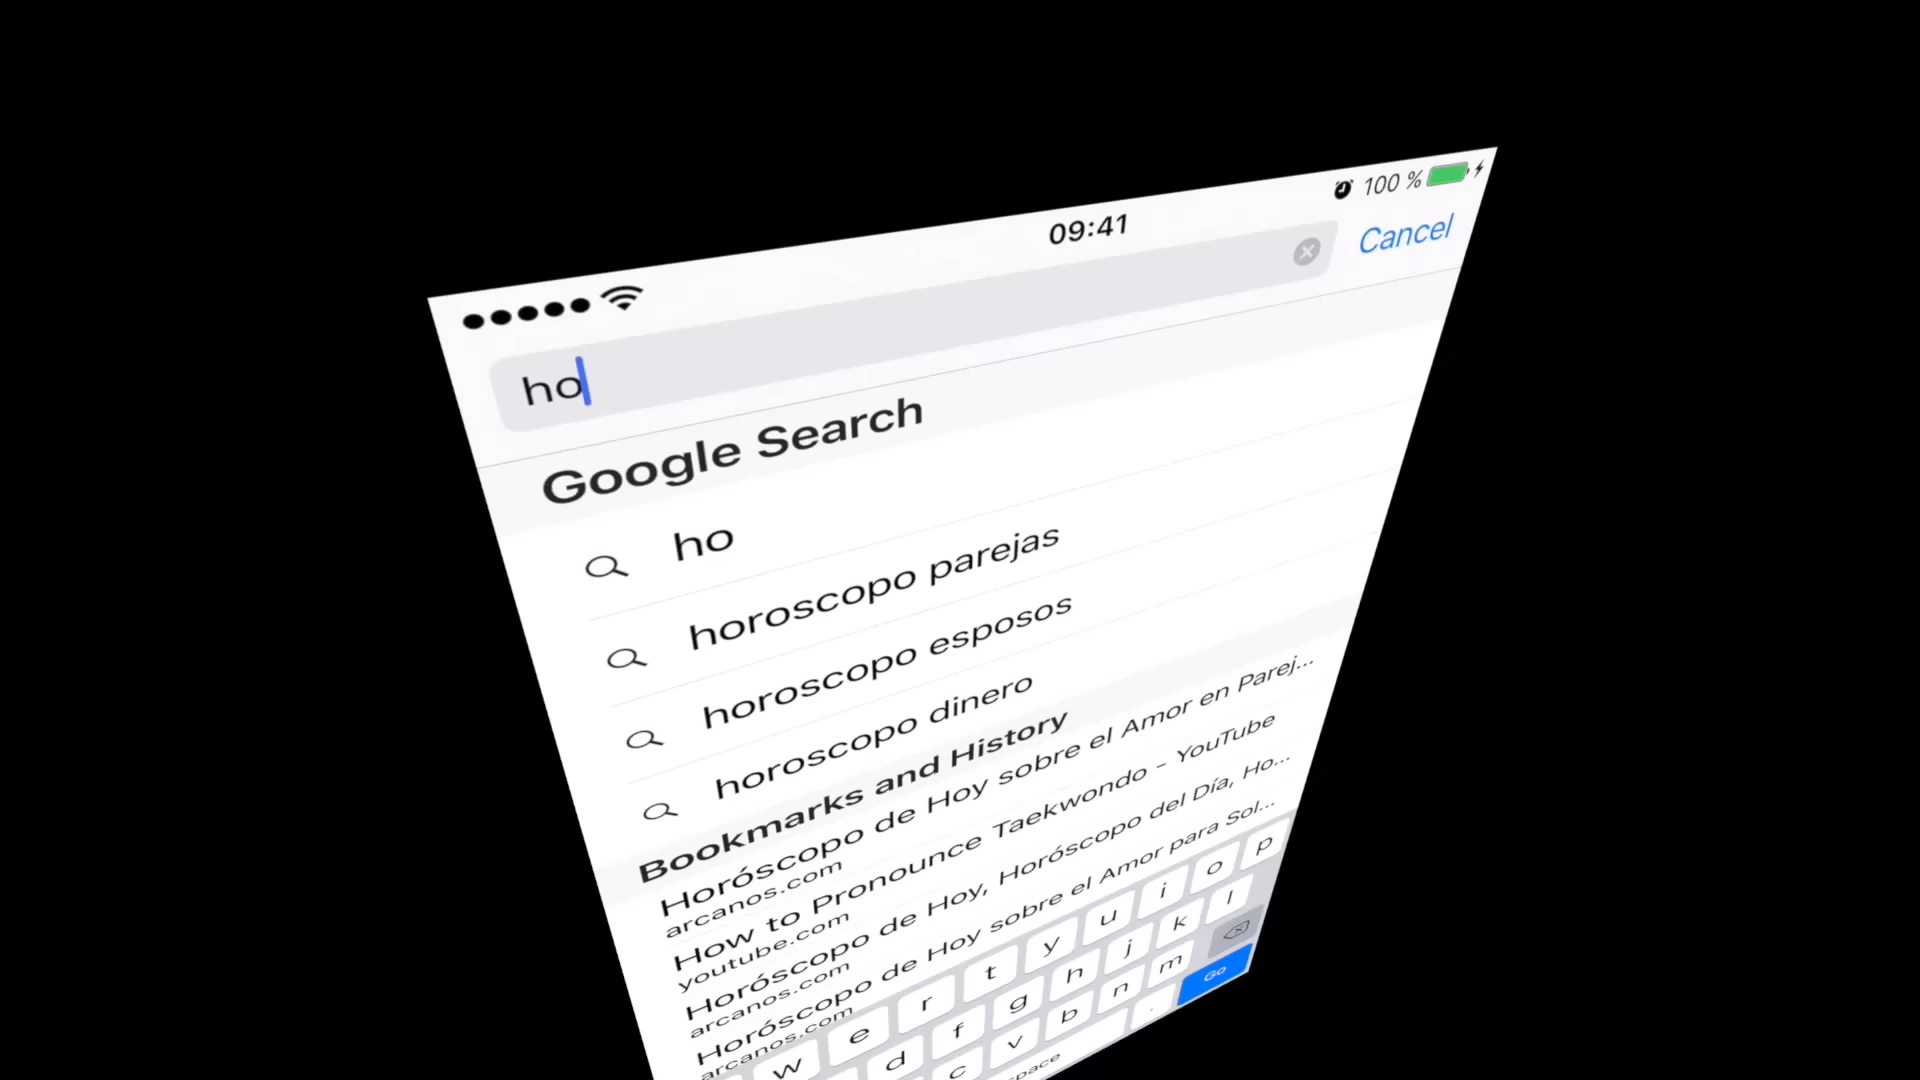 09:41
100 %
ho
Cancel
Google Search
ho
horoscopo parejas
horoscopo esposos
horoscopo dinero
Bookmarks and History
Horóscopo de Hoy sobre el Amor en Parej...
arcanos.com
How to Pronounce Taekwondo - YouTube
youtube.com
Horóscopo de Hoy, Horóscopo del Día, Ho...
arcanos.com
Horóscopo de Hoy sobre el Amor para Sol...
arcanos.com
w e r t y u i o p
d f g h j k l
c v b n m
space . Go